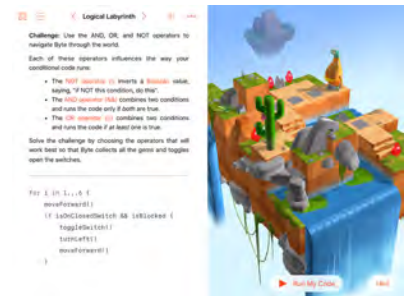 Logical Labyrinth
Challenge: Use the AND, OR, and NOT operators to
navigate Byte through the world.
Each of these operators influences the way your
conditional code runs:
• The NOT operator (!) inverts a Boolean value,
saying, "if NOT this condition, do this".
• The AND operator (&&) combines two conditions
and runs the code only if both are true.
• The OR operator (||) combines two conditions
and runs the code if at least one is true.
Solve the challenge by choosing the operators that will
work best so that Byte collects all the gems and toggles
open the switches.
for i in 1...6 {
moveForward()
if isOnClosedSwitch && isBlocked {
toggleSwitch()
turnLeft()
moveForward()
}
Run My Code
Hint